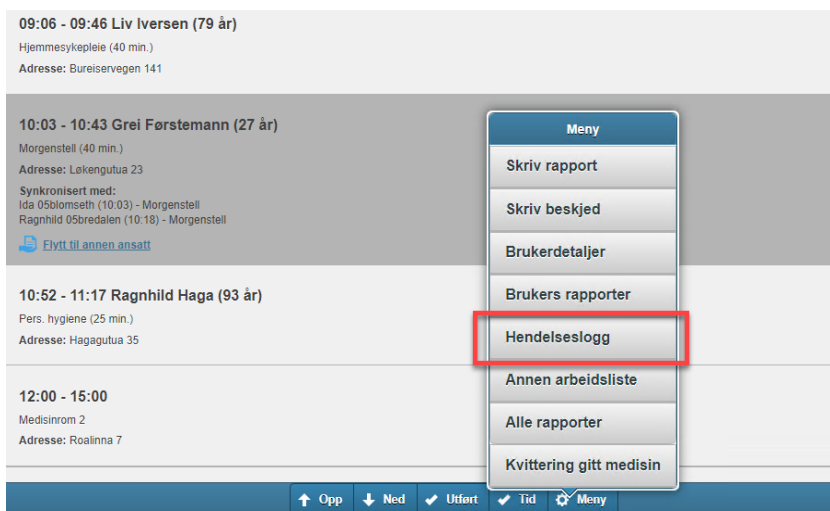 09:06 - 09:46 Liv Iversen (79 år)
Hjemmesykepleie (40 min.)
Adresse: Bureiservegen 141
10:03 - 10:43 Grei Førstemann (27 år)
Morgenstell (40 min.)
Adresse: Løkengutua 23
Synkronisert med:
Ida 05blomseth (10:03) - Morgenstell
Ragnhild 05bredalen (10:18) - Morgenstell
Flytt til annen ansatt
10:52 - 11:17 Ragnhild Haga (93 år)
Pers. hygiene (25 min.)
Adresse: Hagagutua 35
12:00 - 15:00
Medisinrom 2
Adresse: Roalinna 7
Meny
Skriv rapport
Skriv beskjed
Brukerdetaljer
Brukers rapporter
Hendelseslogg
Annen arbeidsliste
Alle rapporter
Kvittering gitt medisin
Opp Ned Utført Tid Meny